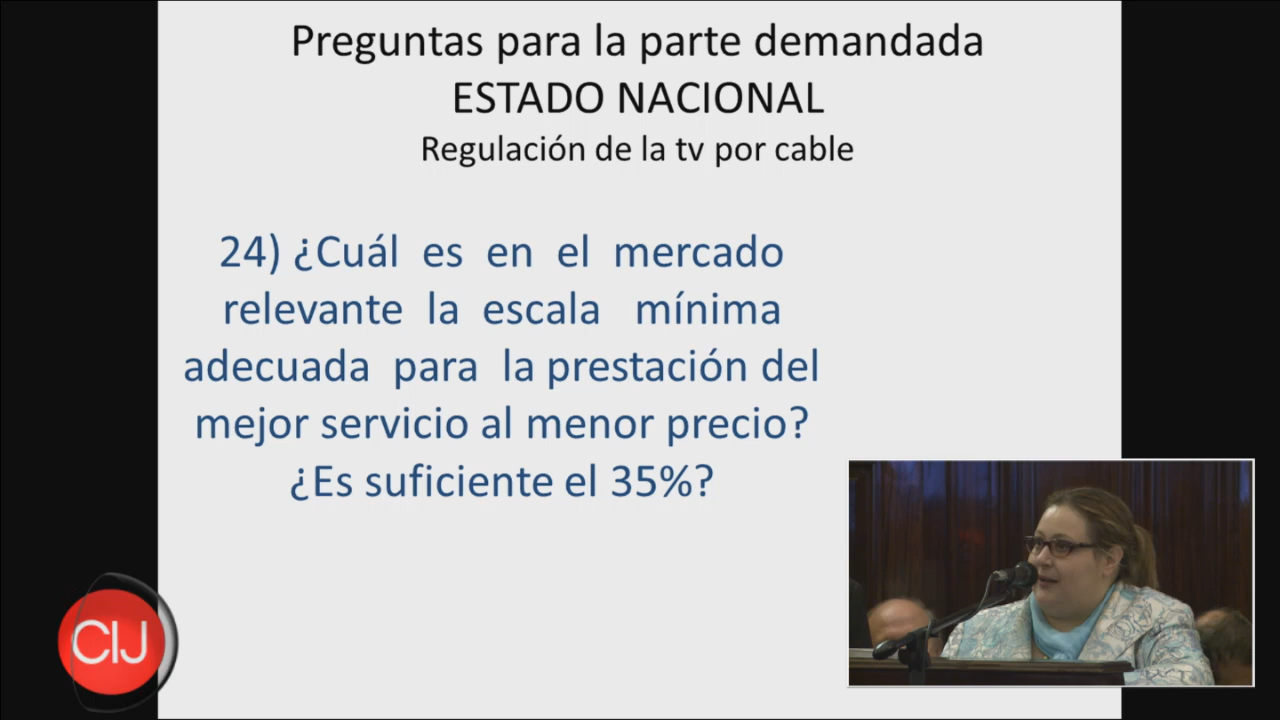 Preguntas para la parte demandada
ESTADO NACIONAL
Regulación de la tv por cable
24) ¿Cuál es en el mercado
relevante la escala mínima
adecuada para la prestación del
mejor servicio al menor precio?
¿Es suficiente el 35%?
CIJ